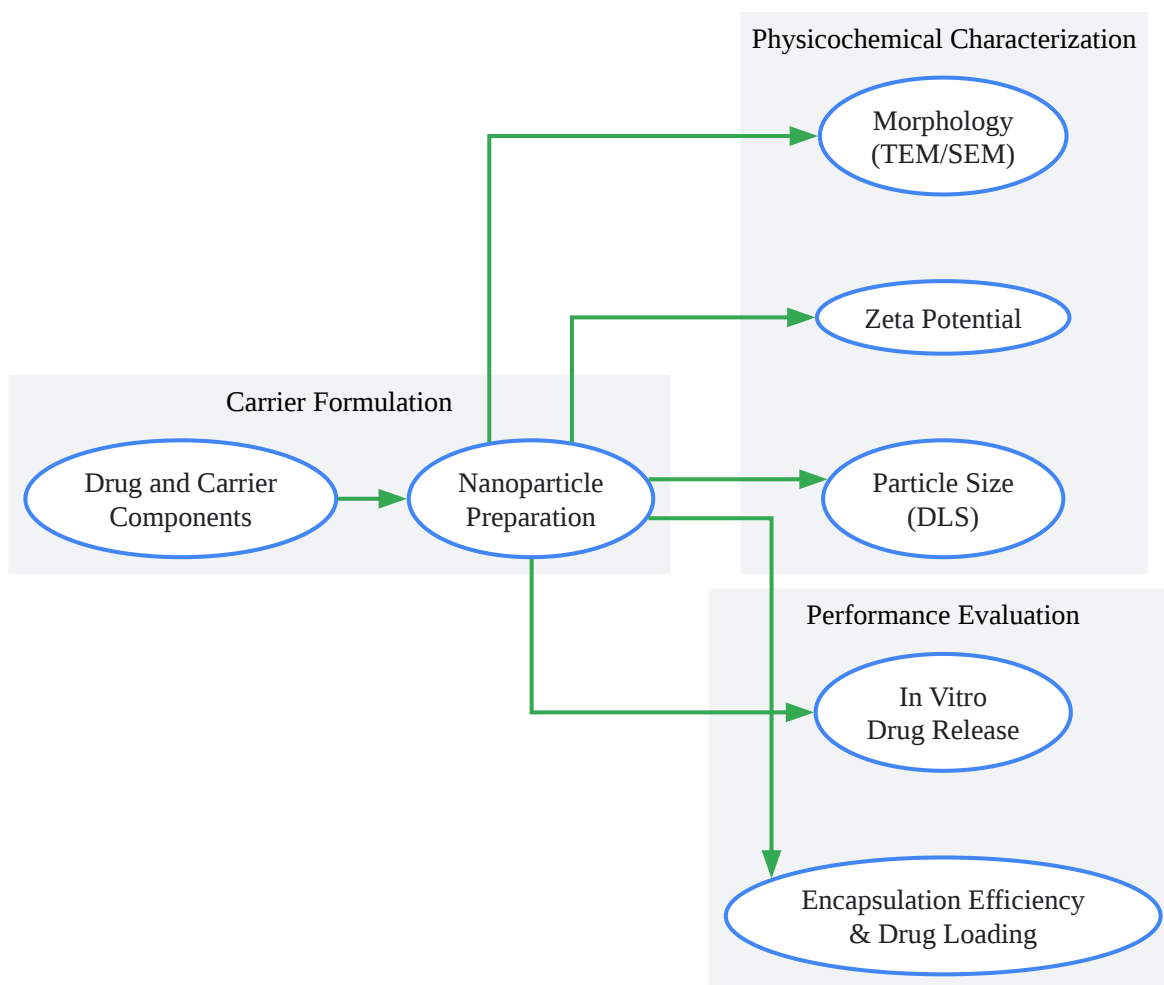 Physicochemical Characterization
Morphology
(TEM/SEM)
Zeta Potential
Carrier Formulation
Drug and Carrier
Components
Nanoparticle
Preparation
Particle Size
(DLS)
Performance Evaluation
In Vitro
Drug Release
Encapsulation Efficiency
& Drug Loading